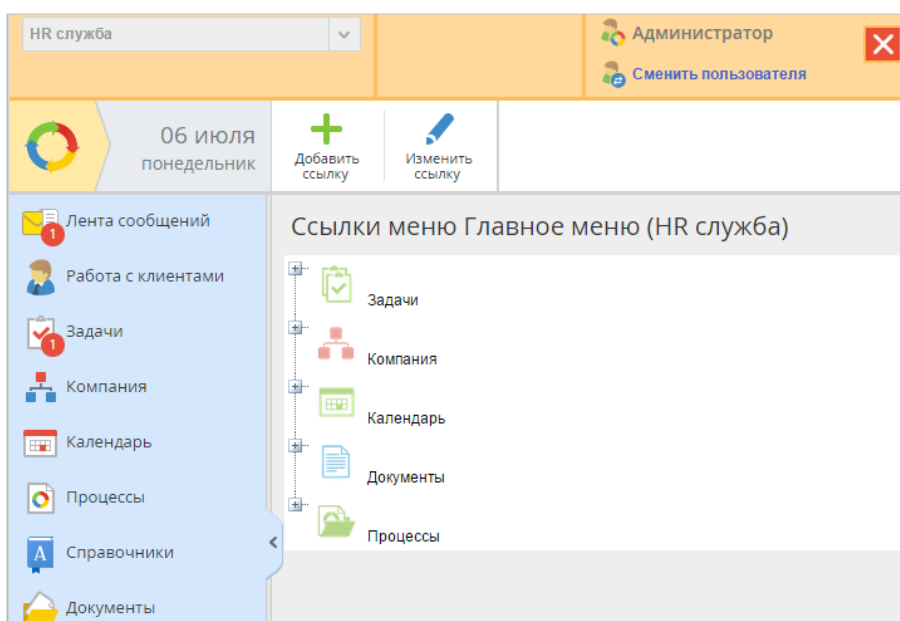 HR служба
Администратор
Сменить пользователя
06 июля
понедельник
Добавить
ссылку
Изменить
ссылку
Лента сообщений
1
Работа с клиентами
Задачи
1
Компания
Календарь
Процессы
Справочники
A
Документы
Ссылки меню Главное меню (HR служба)
Задачи
Компания
Календарь
Документы
Процессы